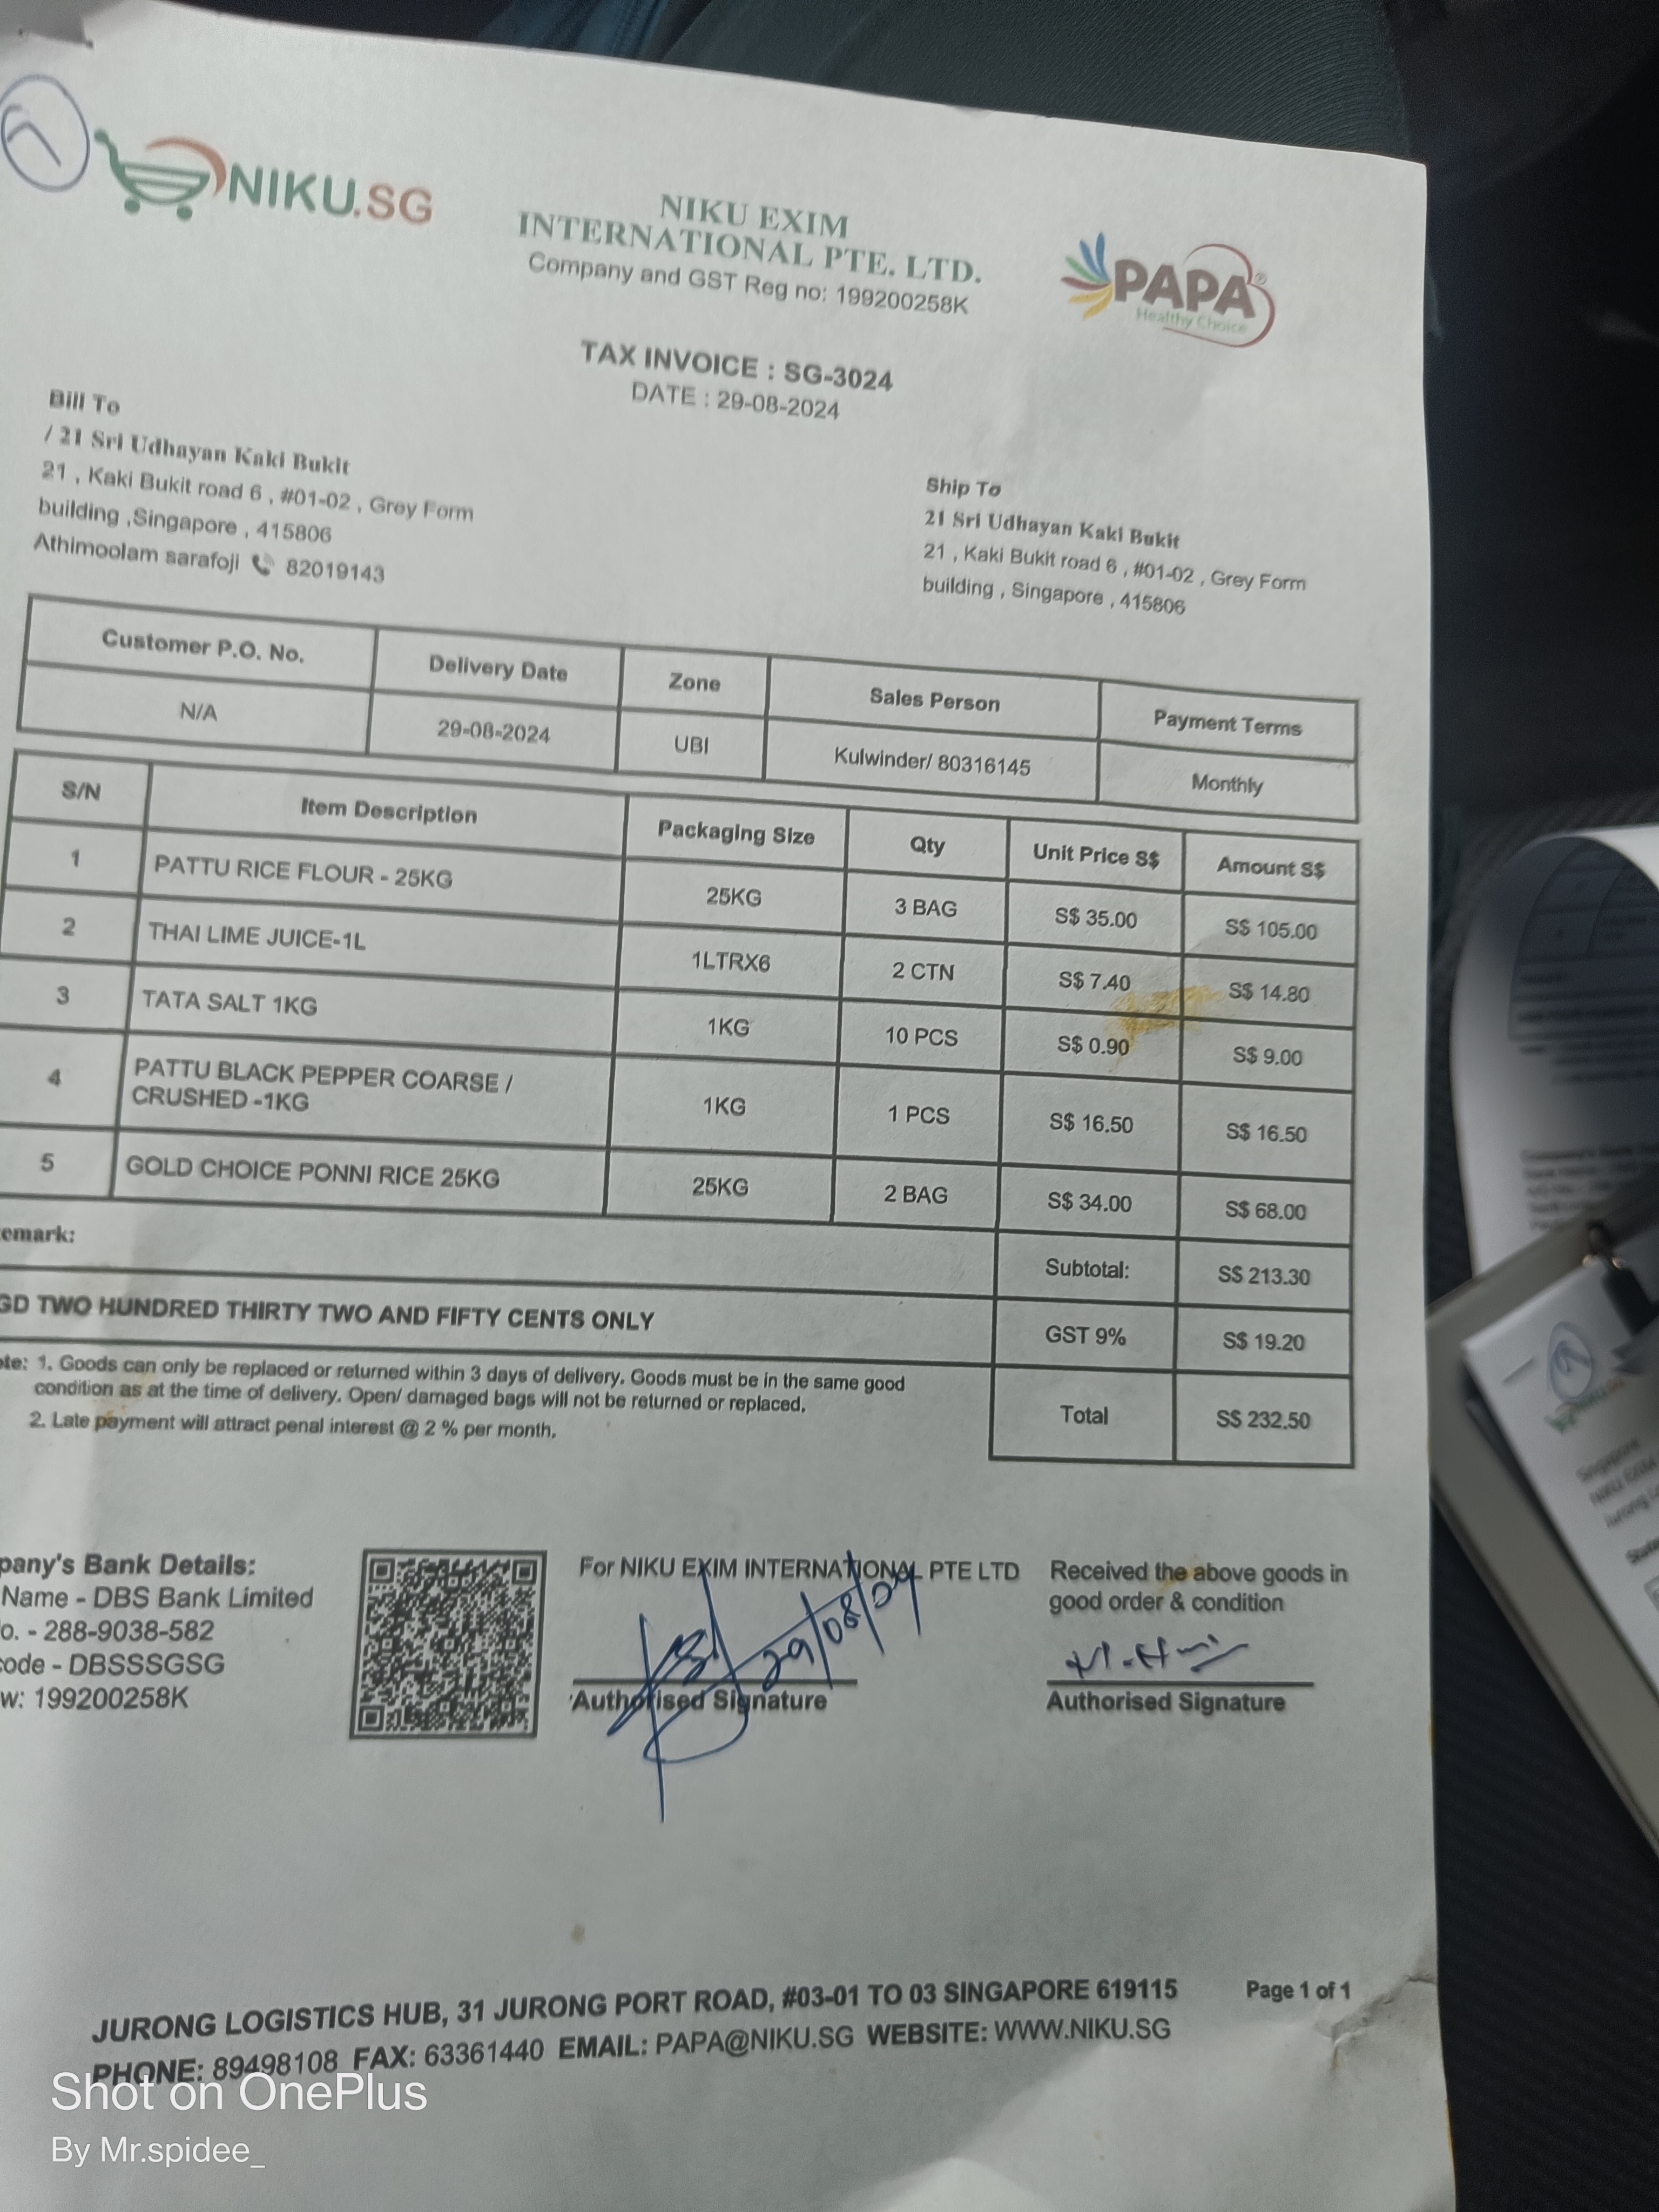 NIKU.SG
NIKU EXIM
INTERNATIONAL PTE. LTD.
Company and GST Reg no: 199200258K
PAPA®
Healthy Choice
TAX INVOICE : SG-3024
DATE : 29-08-2024
Bill To
/ 21 Sri Udhayan Kaki Bukit
21 , Kaki Bukit road 6 , #01-02 , Grey Form
building ,Singapore , 415806
Athimoolam sarafoji 82019143
Ship To
21 Sri Udhayan Kaki Bukit
21 , Kaki Bukit road 6 , #01-02 , Grey Form
building , Singapore , 415806
Customer P.O. No. Delivery Date Zone Sales Person Payment Terms
N/A 29-08-2024 UBI Kulwinder/ 80316145 Monthly
S/N Item Description Packaging Size Qty Unit Price S$ Amount S$
1 PATTU RICE FLOUR - 25KG 25KG 3 BAG S$ 35.00 S$ 105.00
2 THAI LIME JUICE-1L 1LTRX6 2 CTN S$ 7.40 S$ 14.80
3 TATA SALT 1KG 1KG 10 PCS S$ 0.90 S$ 9.00
4 PATTU BLACK PEPPER COARSE /
CRUSHED -1KG 1KG 1 PCS S$ 16.50 S$ 16.50
5 GOLD CHOICE PONNI RICE 25KG 25KG 2 BAG S$ 34.00 S$ 68.00
emark:
Subtotal: S$ 213.30
GD TWO HUNDRED THIRTY TWO AND FIFTY CENTS ONLY
GST 9% S$ 19.20
ote: 1. Goods can only be replaced or returned within 3 days of delivery. Goods must be in the same good
condition as at the time of delivery. Open/ damaged bags will not be returned or replaced.
2. Late payment will attract penal interest @ 2 % per month.
Total S$ 232.50
pany's Bank Details:
Name - DBS Bank Limited
o. - 288-9038-582
code - DBSSSGSG
w: 199200258K
For NIKU EXIM INTERNATIONAL PTE LTD
29/08/24
Authorised Signature
Received the above goods in
good order & condition
Authorised Signature
JURONG LOGISTICS HUB, 31 JURONG PORT ROAD, #03-01 TO 03 SINGAPORE 619115
Page 1 of 1
PHONE: 89498108 FAX: 63361440 EMAIL: PAPA@NIKU.SG WEBSITE: WWW.NIKU.SG
Shot on OnePlus
By Mr.spidee_